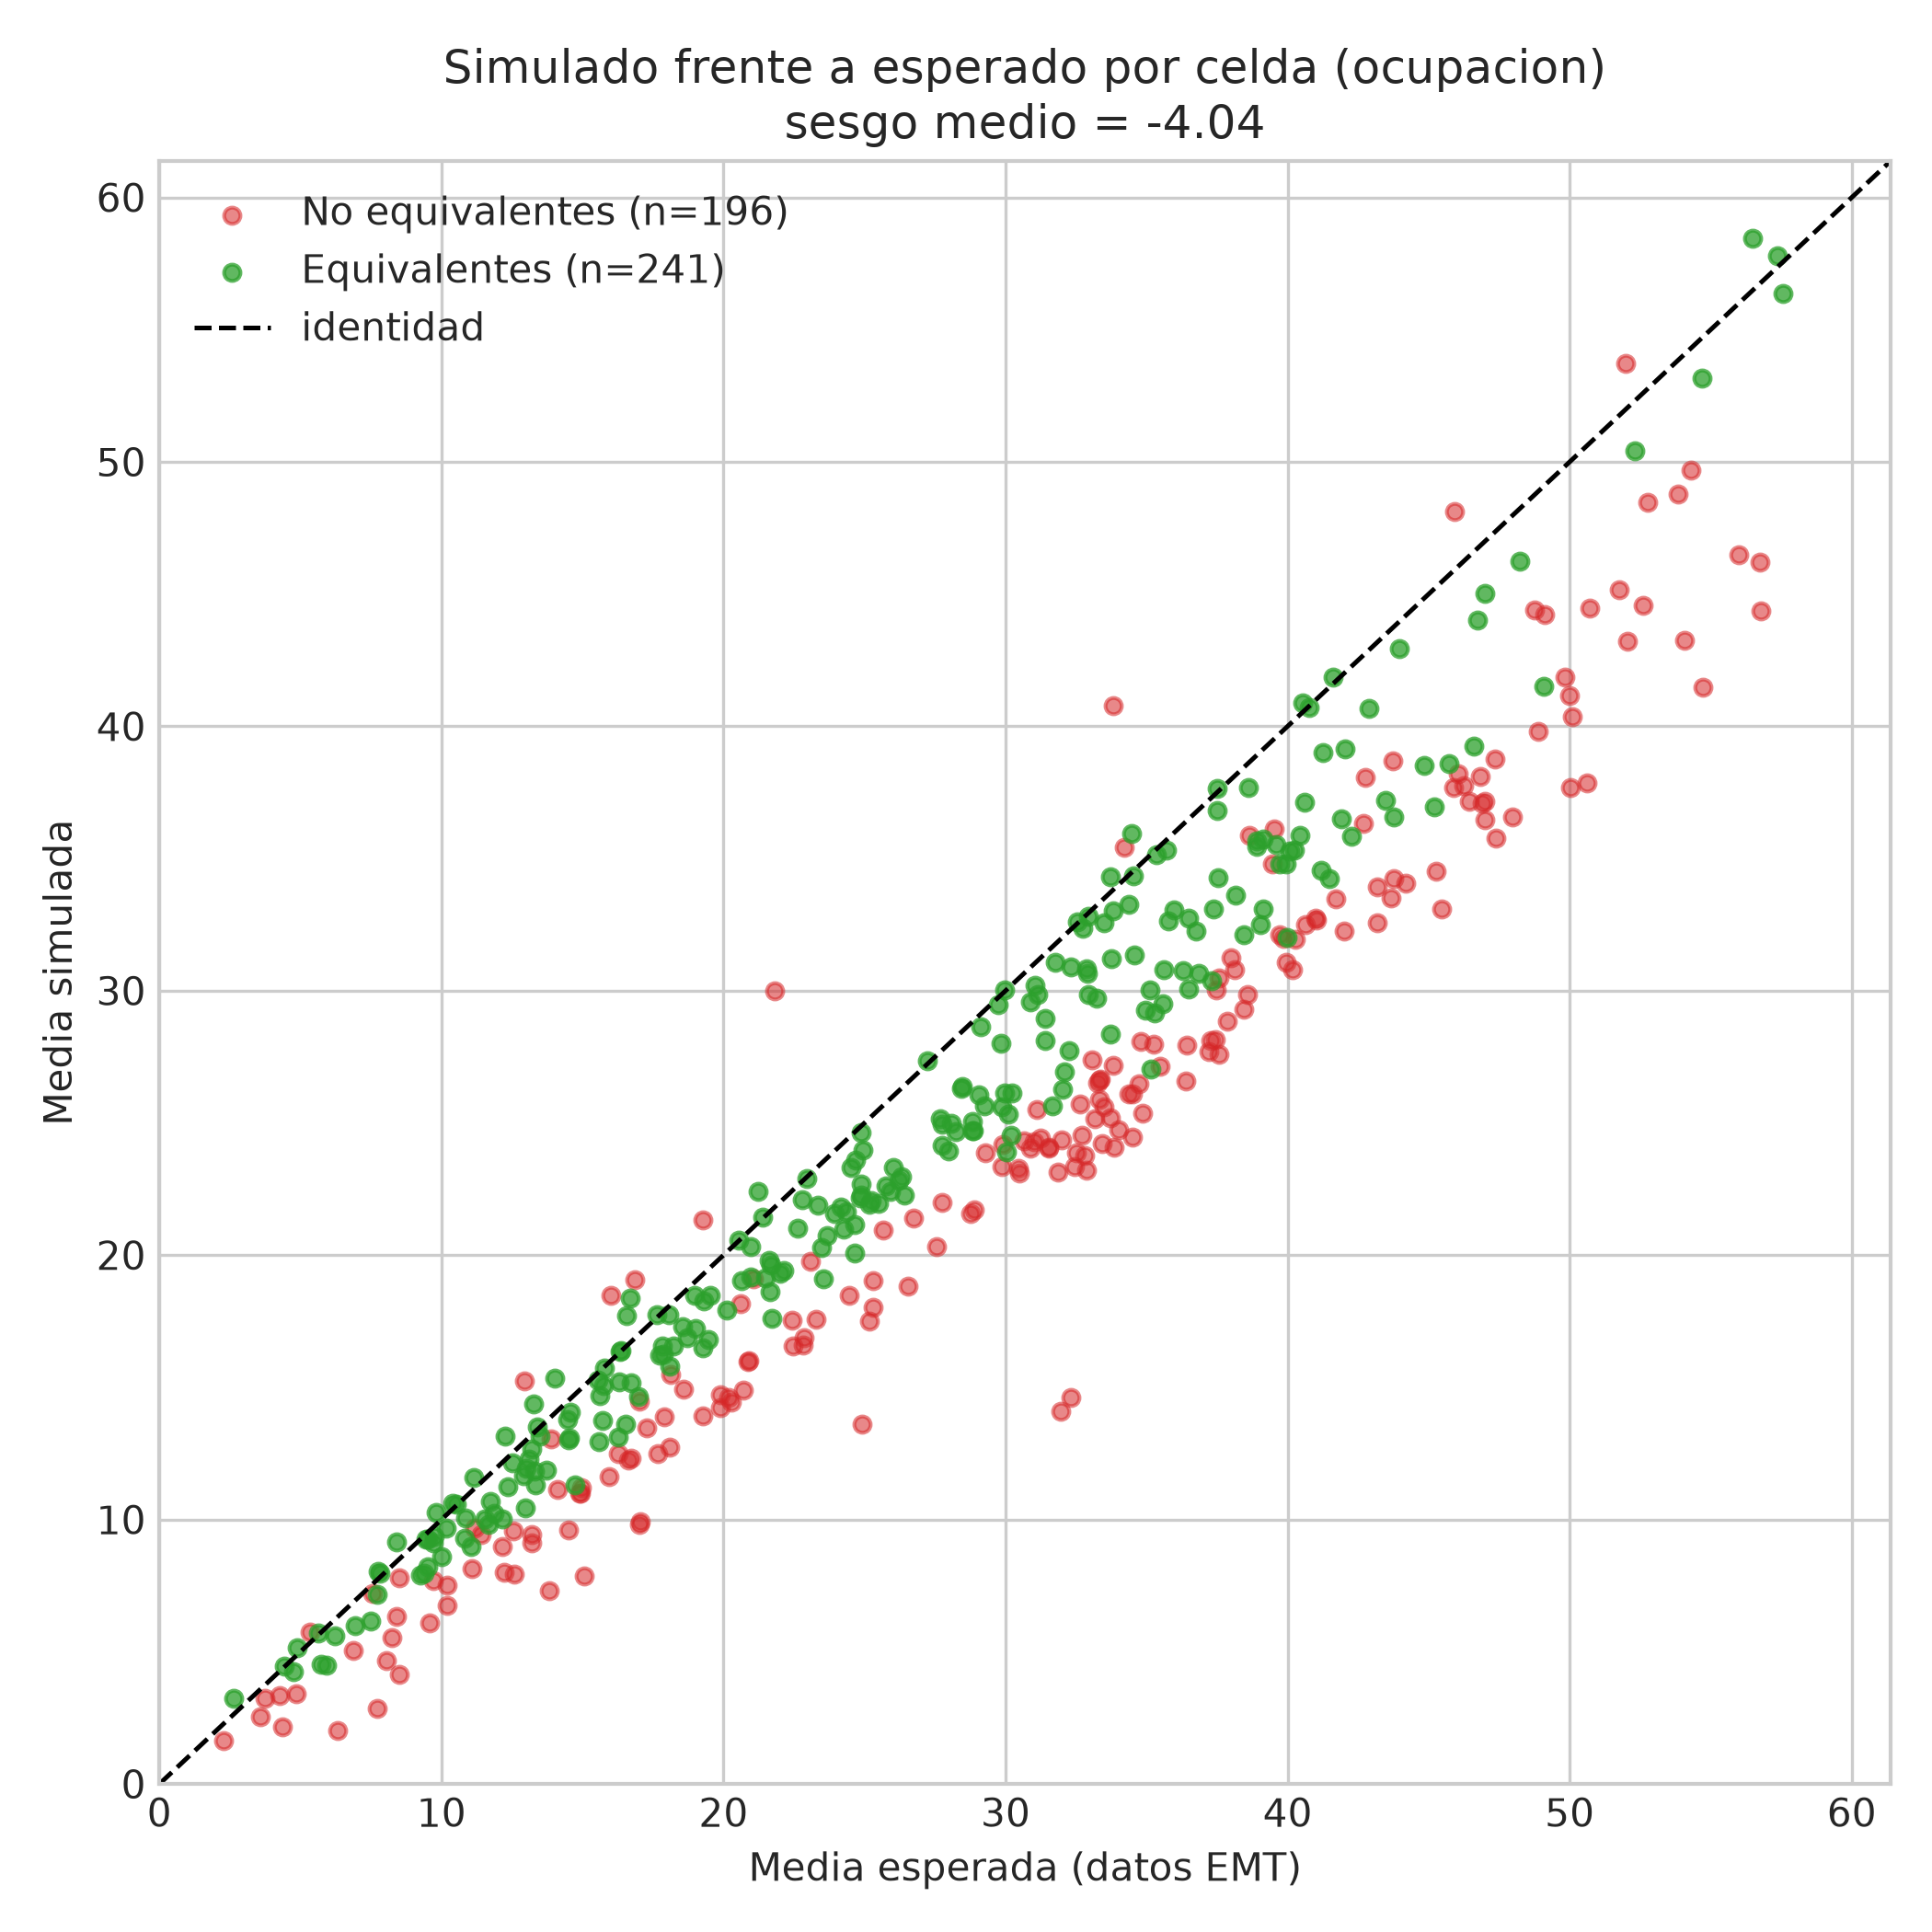 Simulado frente a esperado por celda (ocupacion)
sesgo medio = -4.04
No equivalentes (n=196)
Equivalentes (n=241)
identidad
60
50
40
30
20
10
0
Media simulada
0 10 20 30 40 50 60
Media esperada (datos EMT)